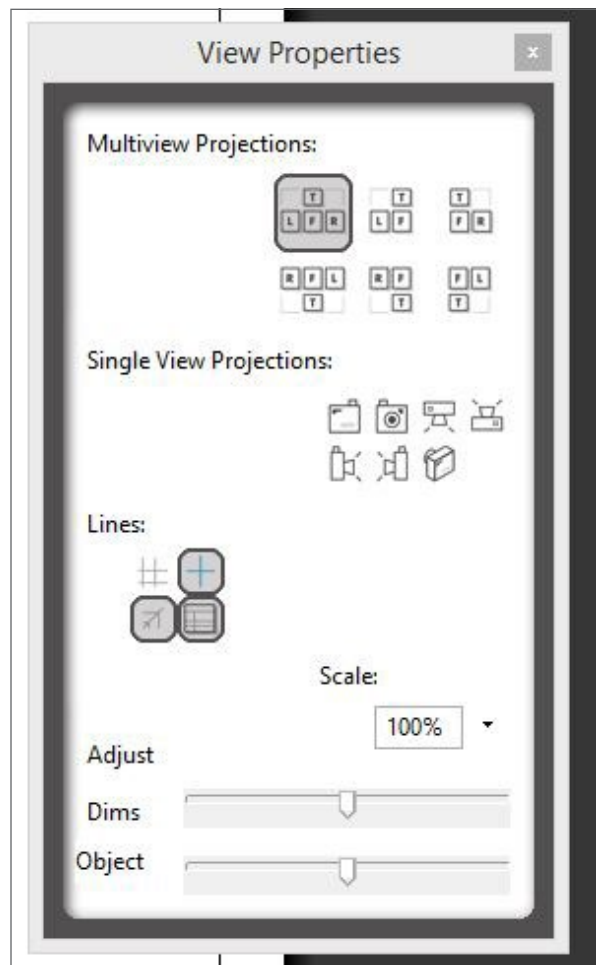 View Properties x
Multiview Projections:
T T T
L F R L F F R
R F L R F F L
T T T
Single View Projections:
Lines:
Scale:
100%
Adjust
Dims
Object